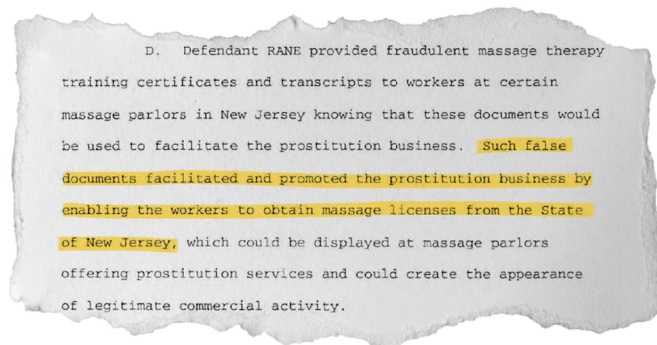 D. Defendant RANE provided fraudulent massage therapy
training certificates and transcripts to workers at certain
massage parlors in New Jersey knowing that these documents would
be used to facilitate the prostitution business. Such false
documents facilitated and promoted the prostitution business by
enabling the workers to obtain massage licenses from the State
of New Jersey, which could be displayed at massage parlors
offering prostitution services and could create the appearance
of legitimate commercial activity.